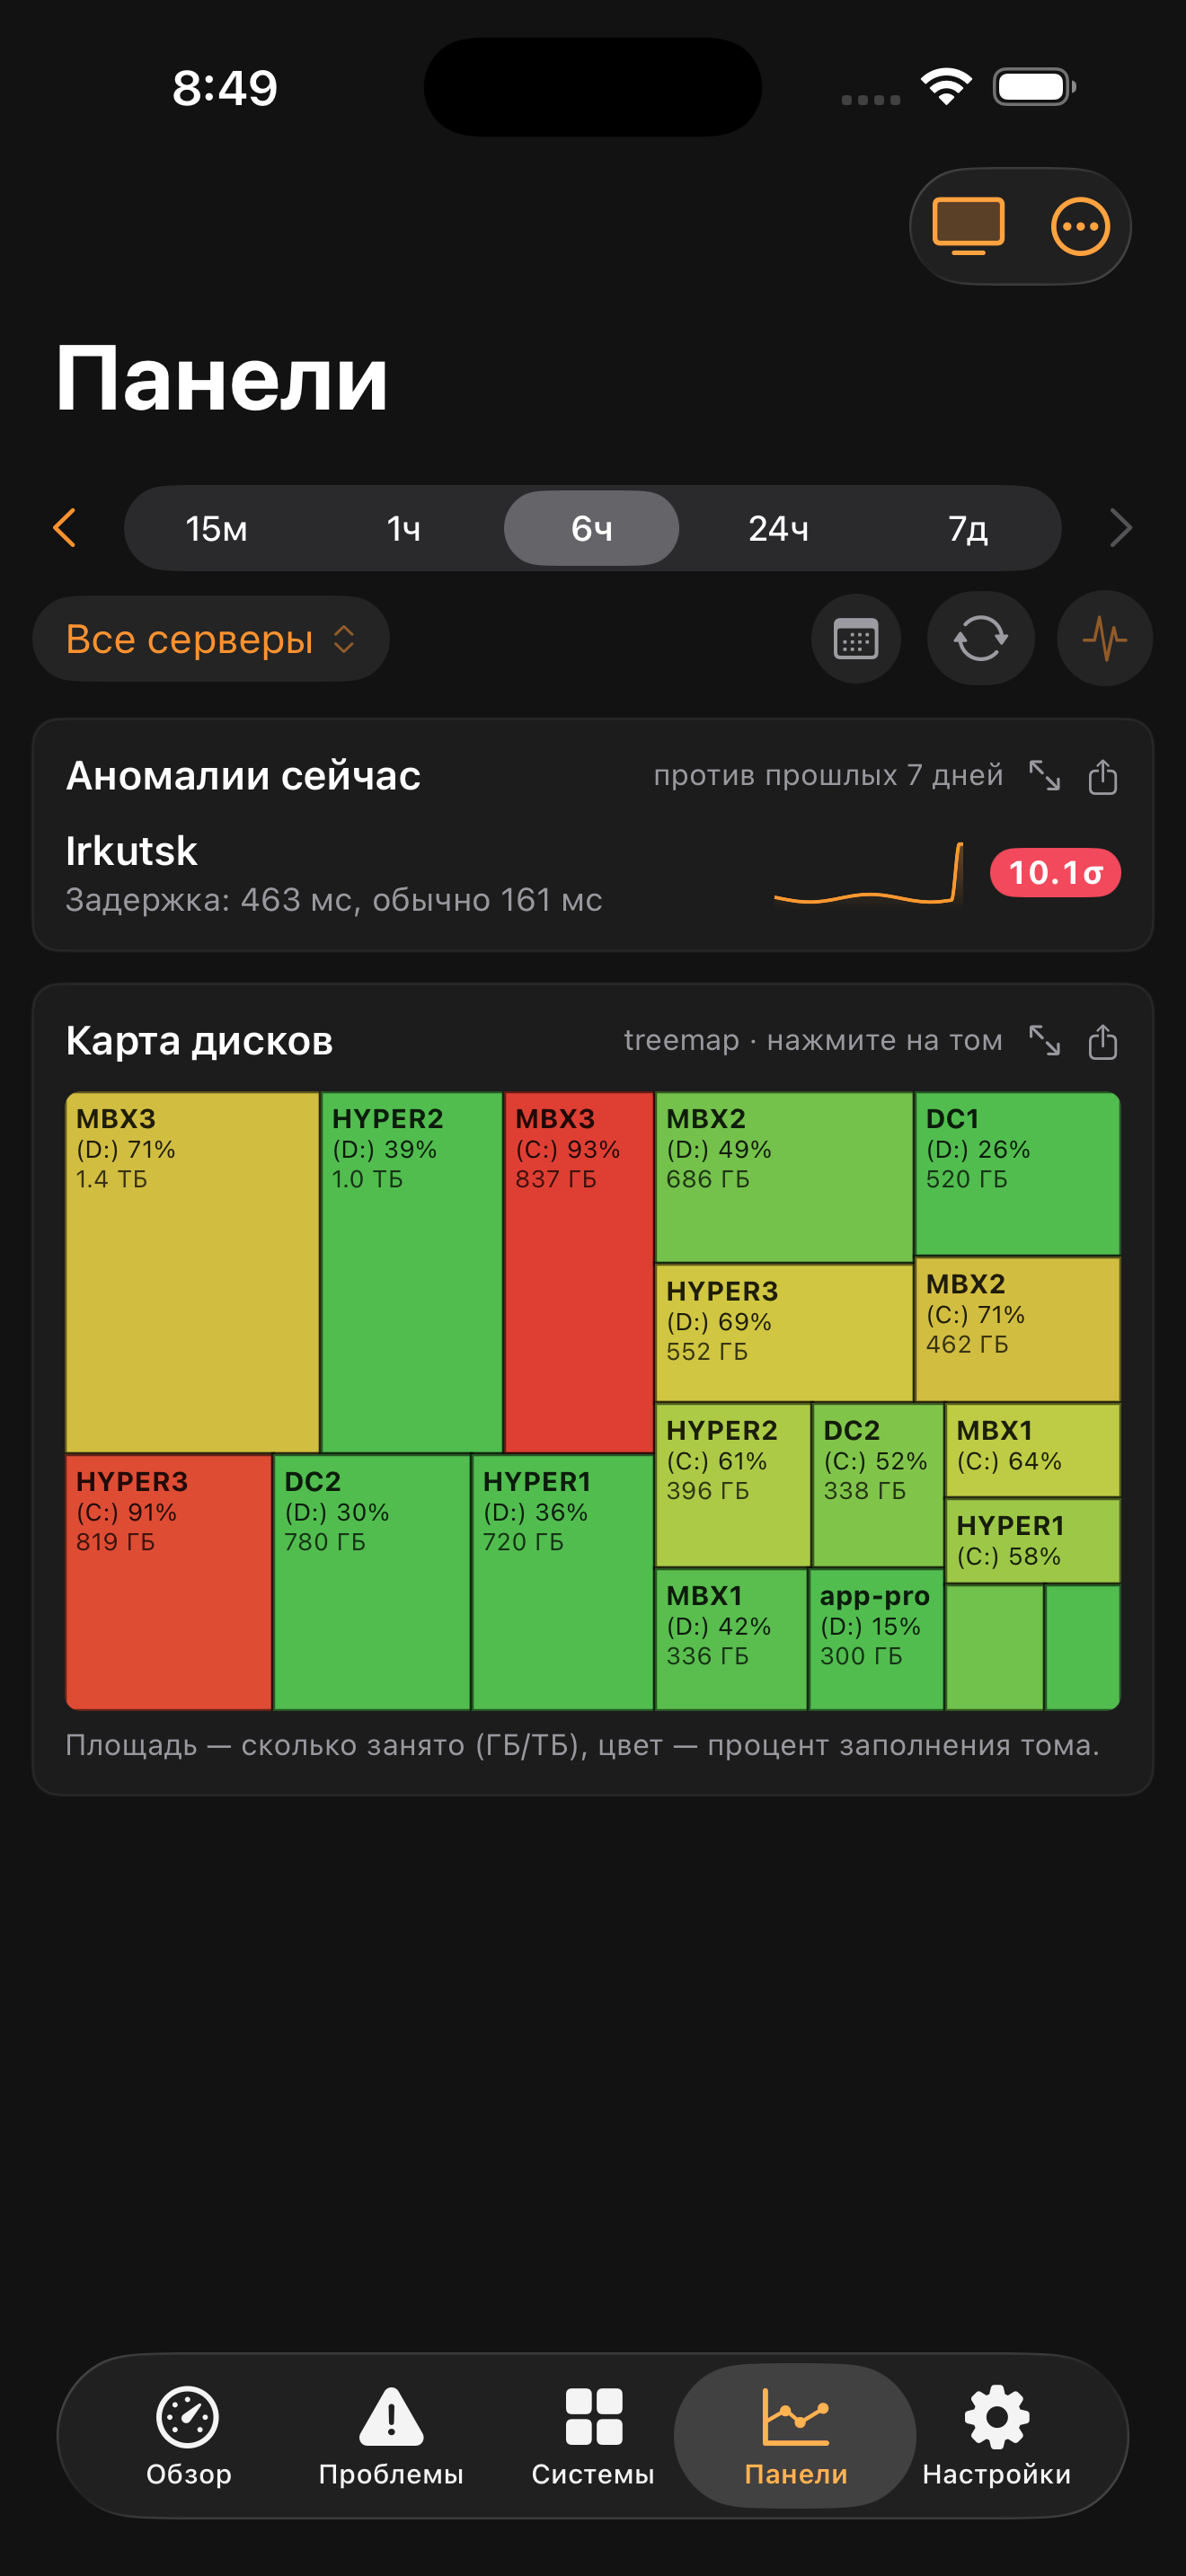 8:49
Панели
15м 1ч 6ч 24ч 7д
Все серверы
Аномалии сейчас против прошлых 7 дней
Irkutsk
Задержка: 463 мс, обычно 161 мс
10.1σ
Карта дисков treemap · нажмите на том
MBX3
(D:) 71%
1.4 ТБ
HYPER2
(D:) 39%
1.0 ТБ
MBX3
(C:) 93%
837 ГБ
MBX2
(D:) 49%
686 ГБ
DC1
(D:) 26%
520 ГБ
HYPER3
(D:) 69%
552 ГБ
MBX2
(C:) 71%
462 ГБ
HYPER3
(C:) 91%
819 ГБ
DC2
(D:) 30%
780 ГБ
HYPER1
(D:) 36%
720 ГБ
HYPER2
(C:) 61%
396 ГБ
DC2
(C:) 52%
338 ГБ
MBX1
(C:) 64%
HYPER1
(C:) 58%
MBX1
(D:) 42%
336 ГБ
app-pro
(D:) 15%
300 ГБ
Площадь — сколько занято (ГБ/ТБ), цвет — процент заполнения тома.
Обзор Проблемы Системы Панели Настройки